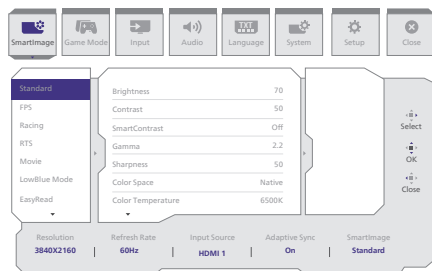 SmartImage
Game Mode
Input
Audio
TXT
Language
System
Setup
Close
Standard
FPS
Racing
RTS
Movie
LowBlue Mode
EasyRead
Brightness 70
Contrast 50
SmartContrast Off
Gamma 2.2
Sharpness 50
Color Space Native
Color Temperature 6500K
Select
OK
Close
Resolution Refresh Rate Input Source Adaptive Sync SmartImage
3840X2160 | 60Hz | HDMI 1 | On | Standard